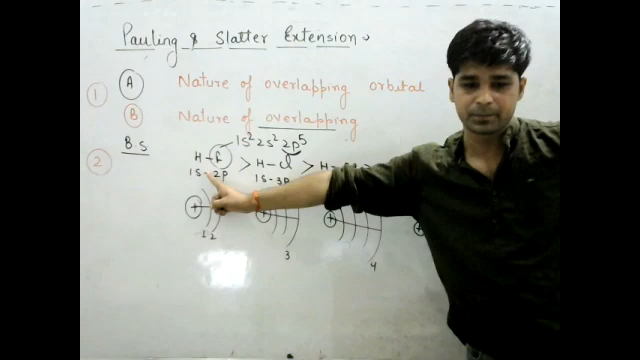 Pauling & Slatter Extension
1 A Nature of overlapping orbital
B Nature of overlapping
B.S 1s² 2s² 2p⁵
2 H-F > H-Cl > H-
1s-2p 1s-3p
+ + +
1 2 3 4